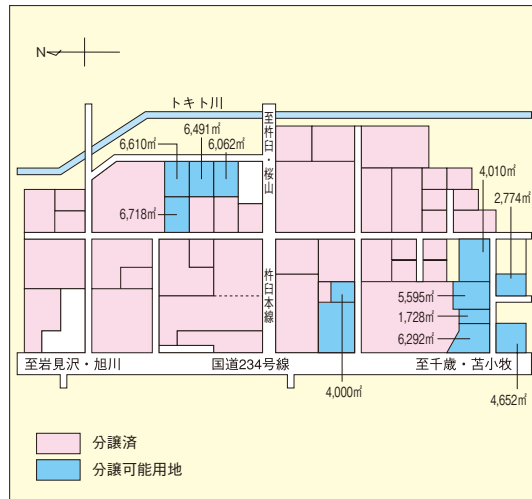 N
トキト川
至杵臼・桜山
6,491㎡
6,610㎡
6,062㎡
4,010㎡
2,774㎡
6,718㎡
杵臼本線
5,595㎡
1,728㎡
6,292㎡
至岩見沢・旭川
国道234号線
至千歳・苫小牧
4,000㎡
4,652㎡
分譲済
分譲可能用地